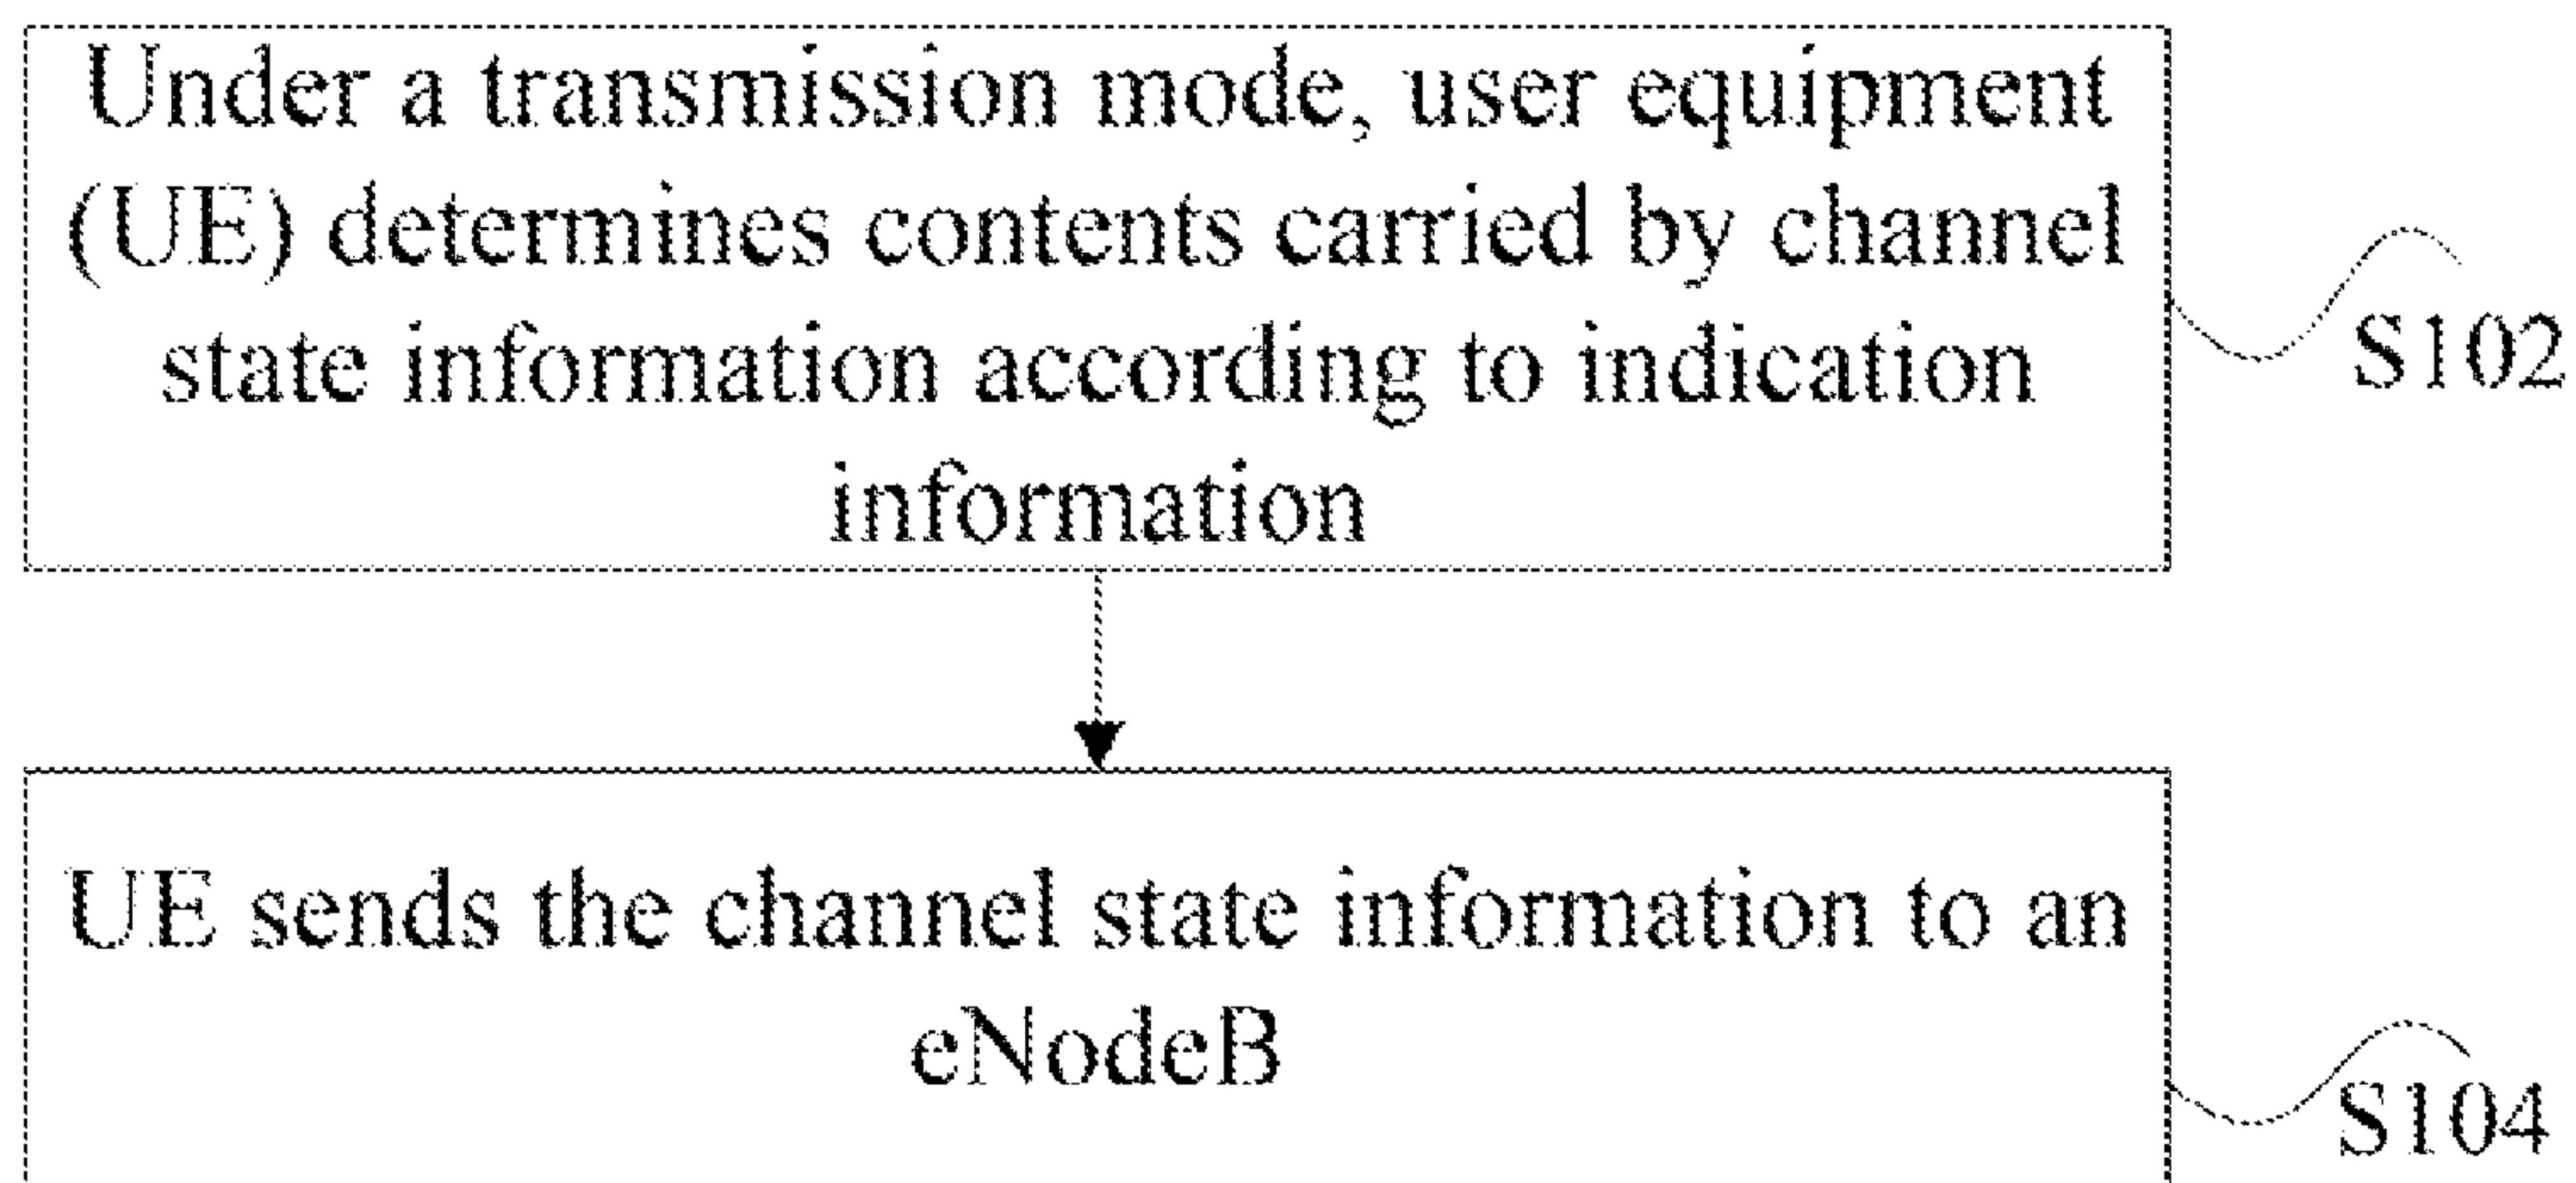 Under a transmission mode, user equipment
(UE) determines contents carried by channel
state information according to indication
information
S102
UE sends the channel state information to an
eNodeB
S104